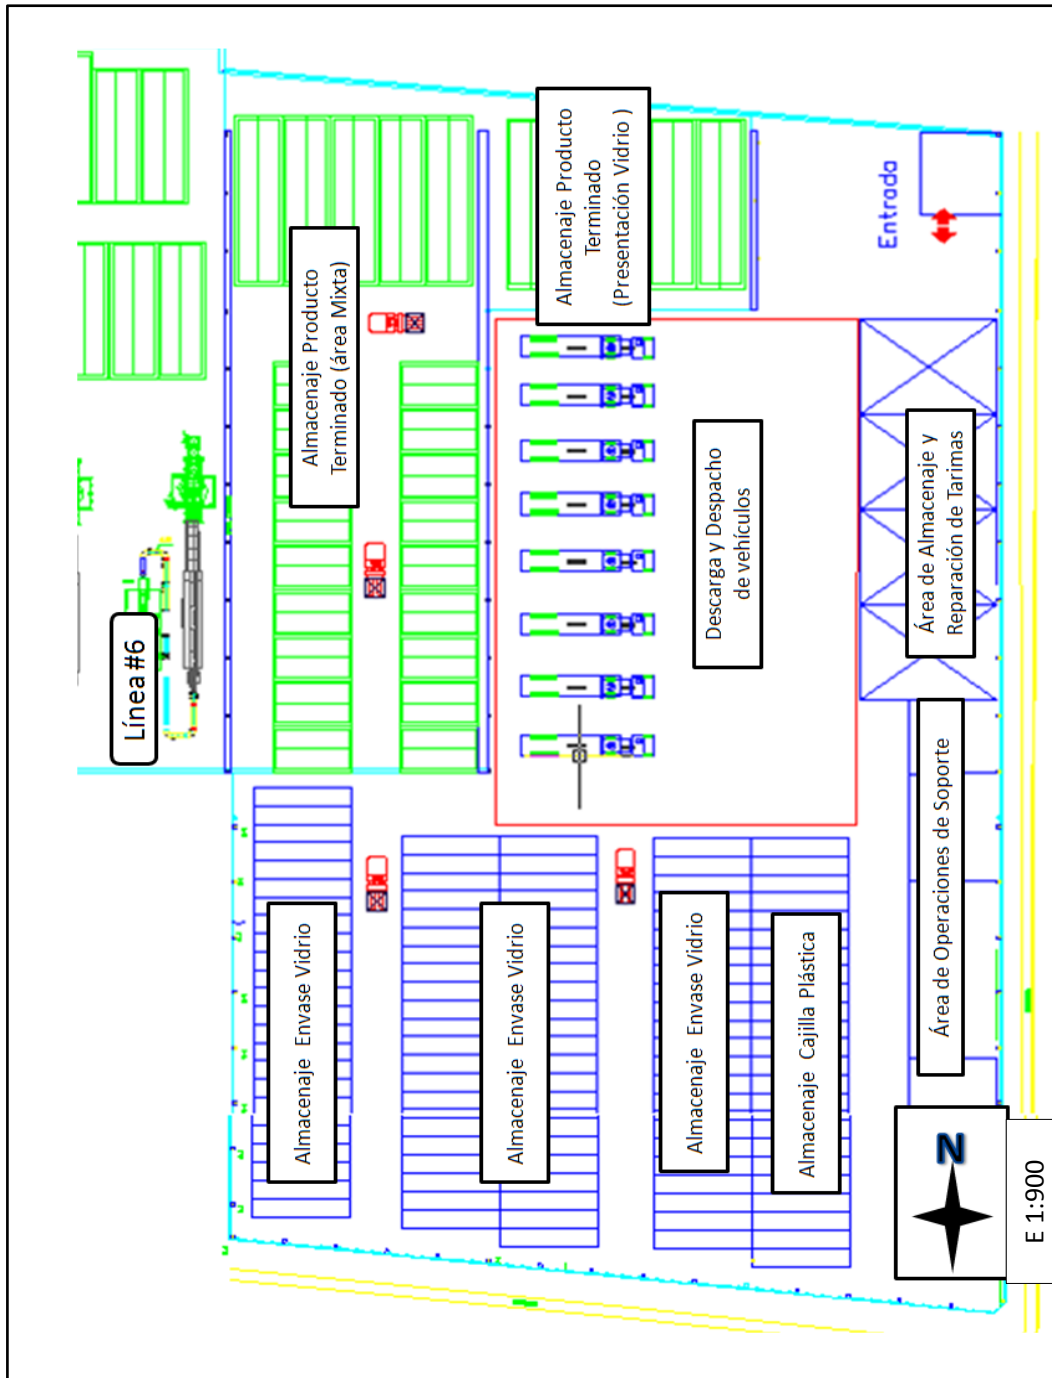 Línea#6
Almacenaje Producto
Terminado (área Mixta)
Almacenaje Producto
Terminado
(Presentación Vidrio )
Entrada
Descarga y Despacho
de vehículos
Área de Almacenaje y
Reparación de Tarimas
Almacenaje Envase Vidrio
Almacenaje Envase Vidrio
Almacenaje Envase Vidrio
Almacenaje Cajilla Plástica
Área de Operaciones de Soporte
N
E 1:900